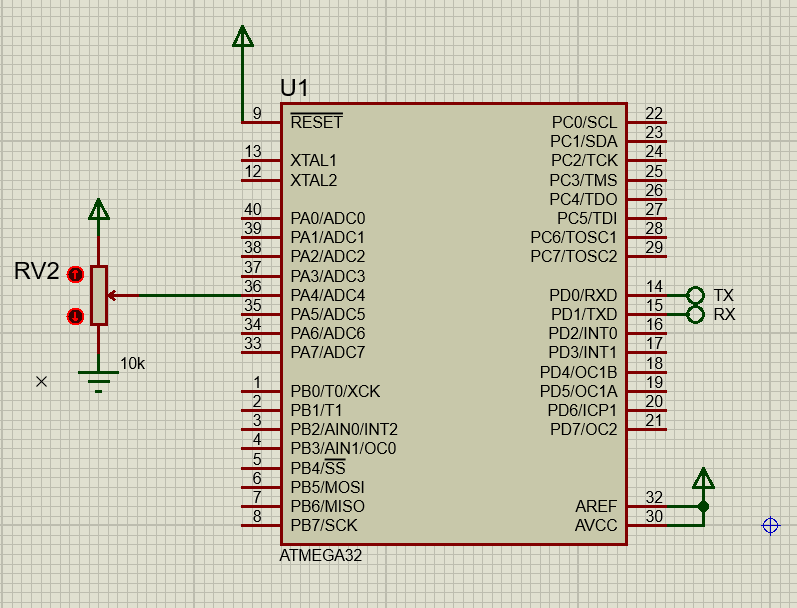 U1
9 RESET
13 XTAL1
12 XTAL2
40 PA0/ADC0
39 PA1/ADC1
38 PA2/ADC2
37 PA3/ADC3
36 PA4/ADC4
35 PA5/ADC5
34 PA6/ADC6
33 PA7/ADC7
1 PB0/T0/XCK
2 PB1/T1
3 PB2/AIN0/INT2
4 PB3/AIN1/OC0
5 PB4/SS
6 PB5/MOSI
7 PB6/MISO
8 PB7/SCK
PC0/SCL 22
PC1/SDA 23
PC2/TCK 24
PC3/TMS 25
PC4/TDO 26
PC5/TDI 27
PC6/TOSC1 28
PC7/TOSC2 29
PD0/RXD 14 TX
PD1/TXD 15 RX
PD2/INT0 16
PD3/INT1 17
PD4/OC1B 18
PD5/OC1A 19
PD6/ICP1 20
PD7/OC2 21
AREF 32
AVCC 30
ATMEGA32
RV2
10k